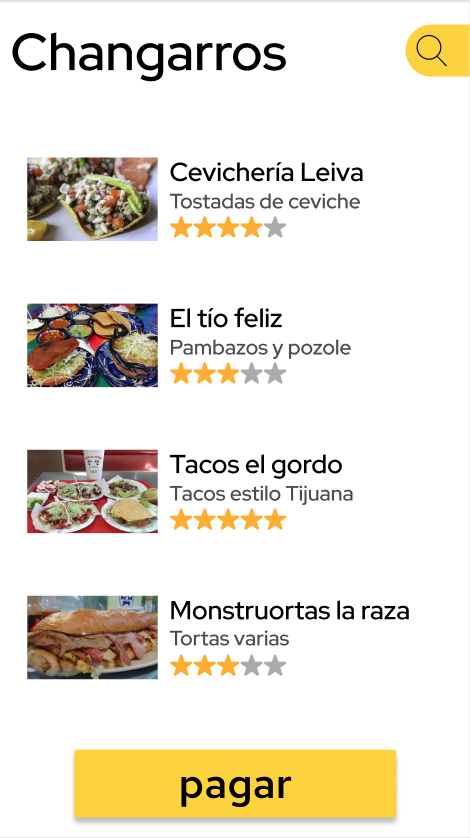 Changarros
Cevichería Leiva
Tostadas de ceviche
El tío feliz
Pambazos y pozole
Tacos el gordo
Tacos estilo Tijuana
Monstruortas la raza
Tortas varias
pagar